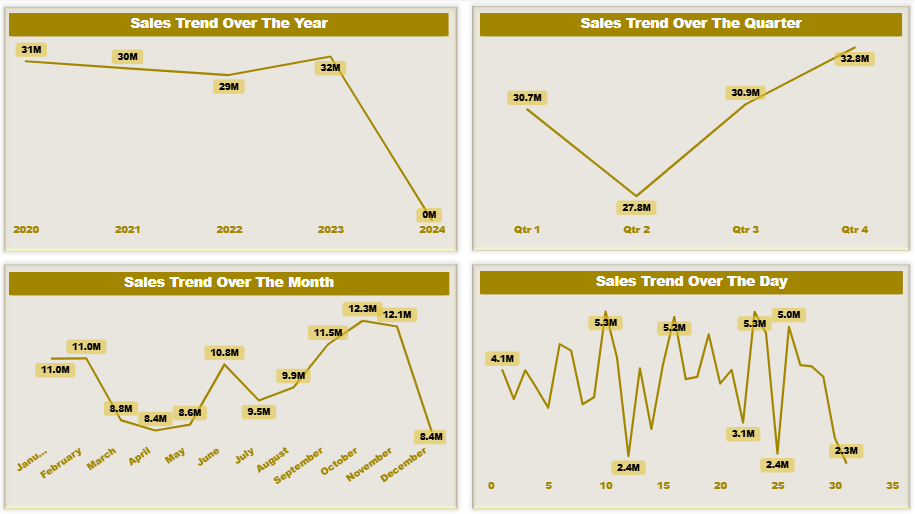 Sales Trend Over The Year
31M
30M
29M
32M
0M
2020 2021 2022 2023 2024
Sales Trend Over The Quarter
30.7M
27.8M
30.9M
32.8M
Qtr 1 Qtr 2 Qtr 3 Qtr 4
Sales Trend Over The Month
11.0M
11.0M
8.8M
8.4M
8.6M
10.8M
9.5M
9.9M
11.5M
12.3M
12.1M
8.4M
Janu... February March April May June July August September October November December
Sales Trend Over The Day
4.1M
5.3M
2.4M
5.2M
3.1M
5.3M
2.4M
5.0M
2.3M
0 5 10 15 20 25 30 35